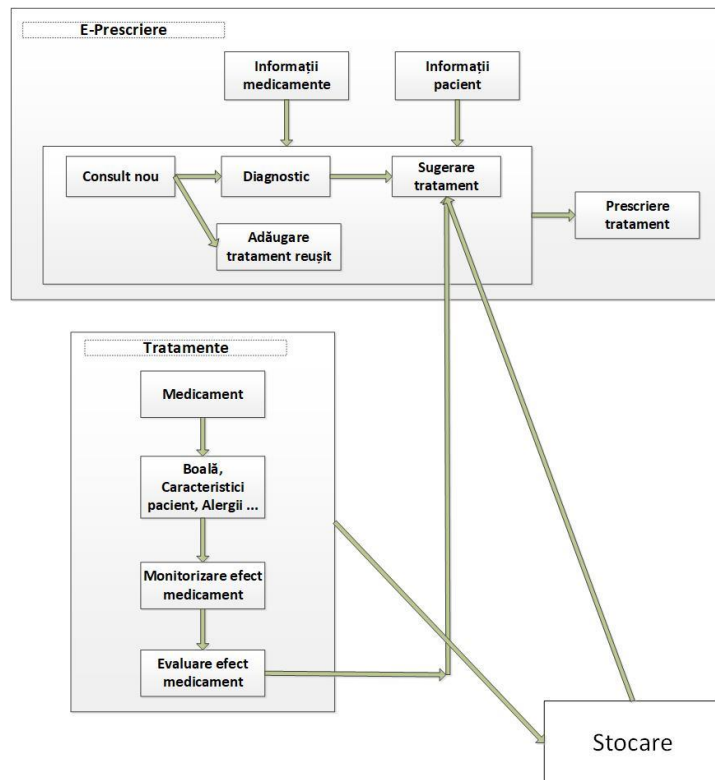 E-Prescriere
Informații
medicamente
Informații
pacient
Consult nou
Diagnostic
Sugerare
tratament
Prescriere
tratament
Adăugare
tratament reușit
Tratamente
Medicament
Boală,
Caracteristici
pacient, Alergii ...
Monitorizare efect
medicament
Evaluare efect
medicament
Stocare